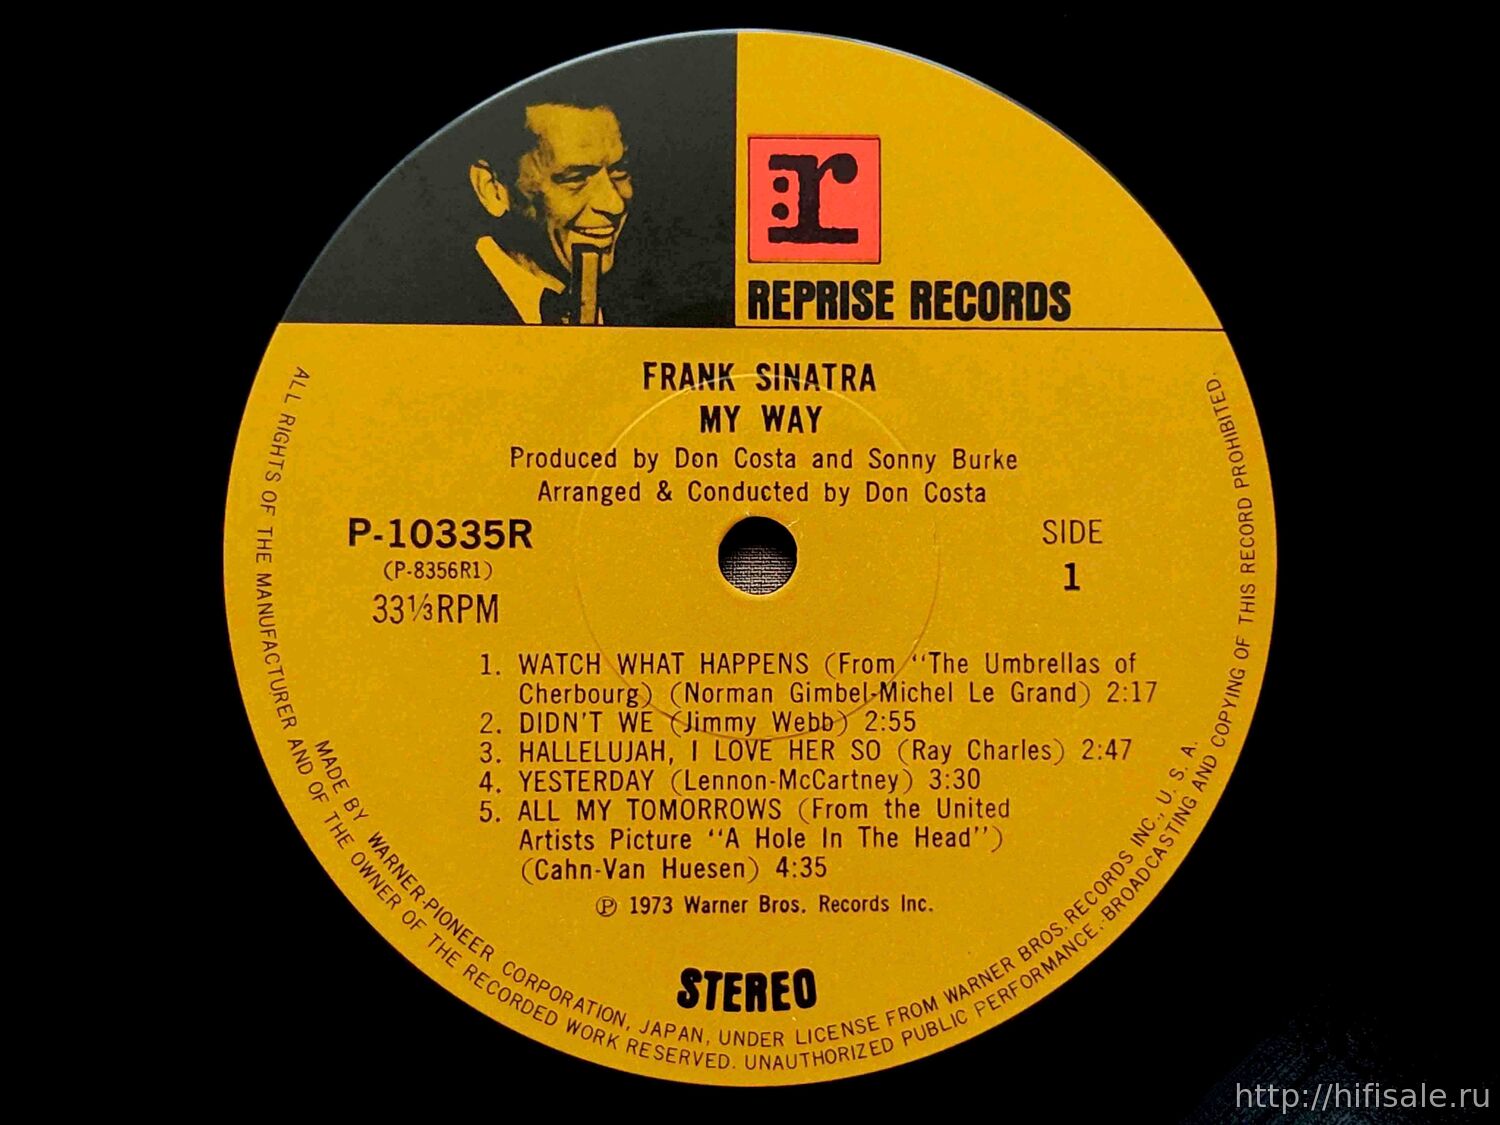 r
REPRISE RECORDS
FRANK SINATRA
MY WAY
Produced by Don Costa and Sonny Burke
Arranged & Conducted by Don Costa
P-10335R
(P-8356R1)
33⅓RPM
SIDE
1
1. WATCH WHAT HAPPENS (From “The Umbrellas of
Cherbourg) (Norman Gimbel-Michel Le Grand) 2:17
2. DIDN'T WE (Jimmy Webb) 2:55
3. HALLELUJAH, I LOVE HER SO (Ray Charles) 2:47
4. YESTERDAY (Lennon-McCartney) 3:30
5. ALL MY TOMORROWS (From the United
Artists Picture “A Hole In The Head”)
(Cahn-Van Huesen) 4:35
℗ 1973 Warner Bros. Records Inc.
STEREO
MADE BY WARNER-PIONEER CORPORATION, JAPAN, UNDER LICENSE FROM WARNER BROS. RECORDS INC., U. S. A.
ALL RIGHTS OF THE MANUFACTURER AND OF THE OWNER OF THE RECORDED WORK RESERVED. UNAUTHORIZED PUBLIC PERFORMANCE, BROADCASTING AND COPYING OF THIS RECORD PROHIBITED.
http://hifisale.ru